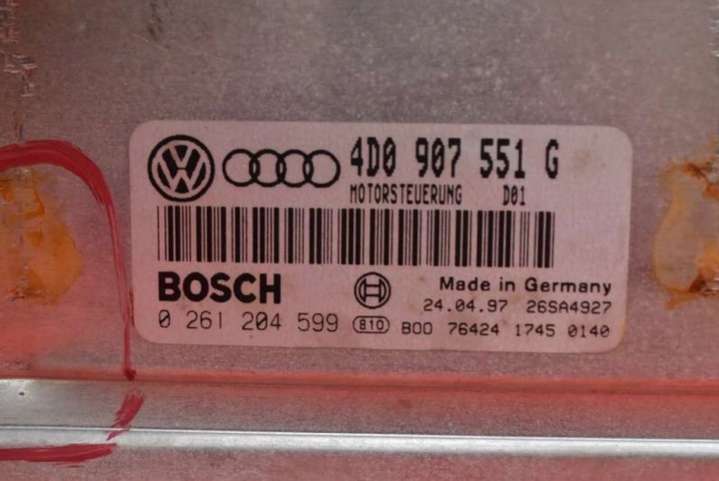 4D0 907 551 G
MOTORSTEUERUNG D01
BOSCH
Made in Germany
24.04.97 26SA4927
0 261 204 599 810 B00 76424 1745 0140